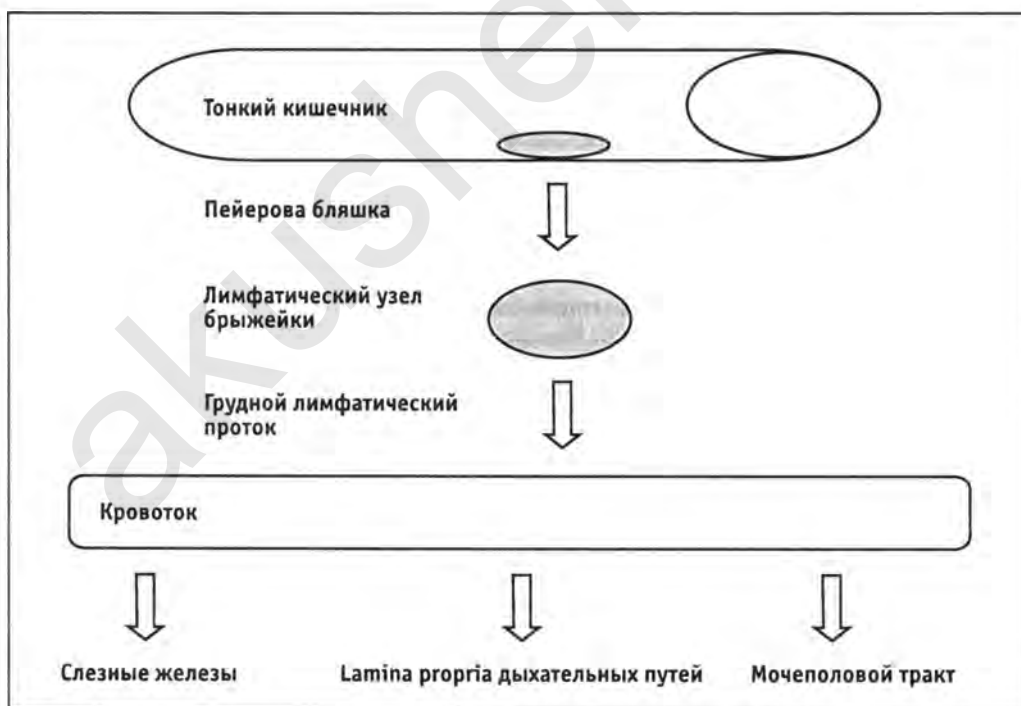 Тонкий кишечник
Пейерова бляшка
Лимфатический узел
брыжейки
Грудной лимфатический
проток
Кровоток
Слезные железы
Lamina propria дыхательных путей
Мочеполовой тракт
akushe